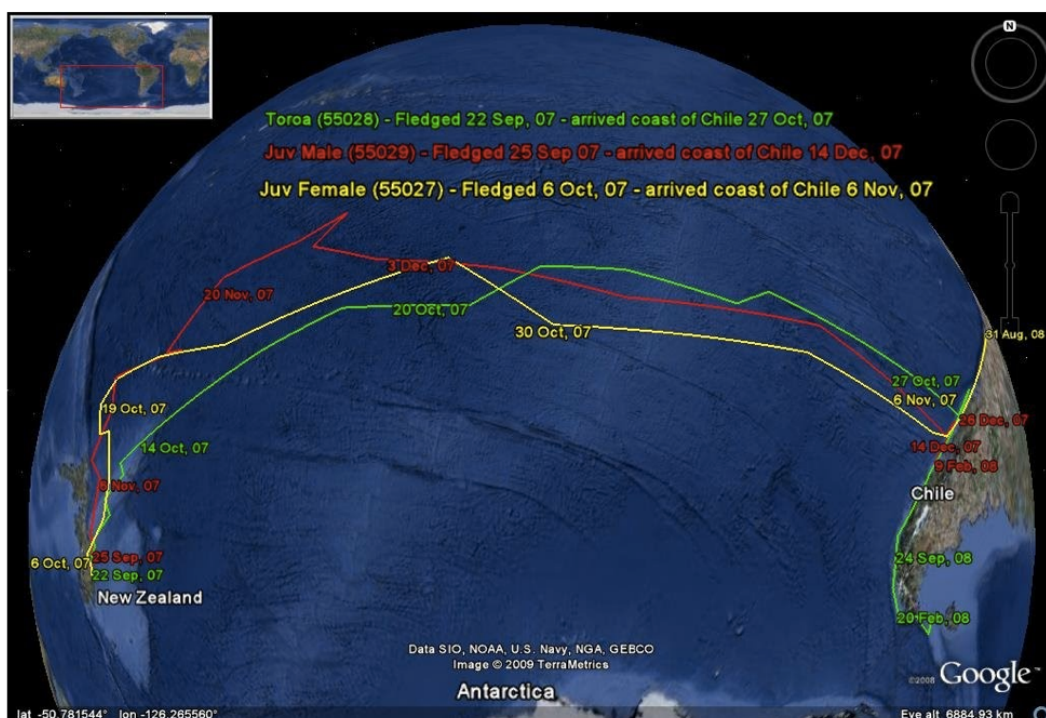 N
Toroa (55028) - Fledged 22 Sep, 07 - arrived coast of Chile 27 Oct, 07
Juv Male (55029) - Fledged 25 Sep 07 - arrived coast of Chile 14 Dec, 07
Juv Female (55027) - Fledged 6 Oct, 07 - arrived coast of Chile 6 Nov, 07
3 Dec, 07
20 Nov, 07
20 Oct, 07
30 Oct, 07
31 Aug, 08
27 Oct, 07
6 Nov, 07
19 Oct, 07
26 Dec, 07
14 Oct, 07
14 Dec, 07
9 Feb, 08
5 Nov, 07
Chile
25 Sep, 07
6 Oct, 07
24 Sep, 08
22 Sep, 07
New Zealand
20 Feb, 08
Data SIO, NOAA, U.S. Navy, NGA, GEBCO
Image © 2009 TerraMetrics
©2008 Google™
Antarctica
lat -50.781544° lon -126.265560°
Eye alt 6884.93 km